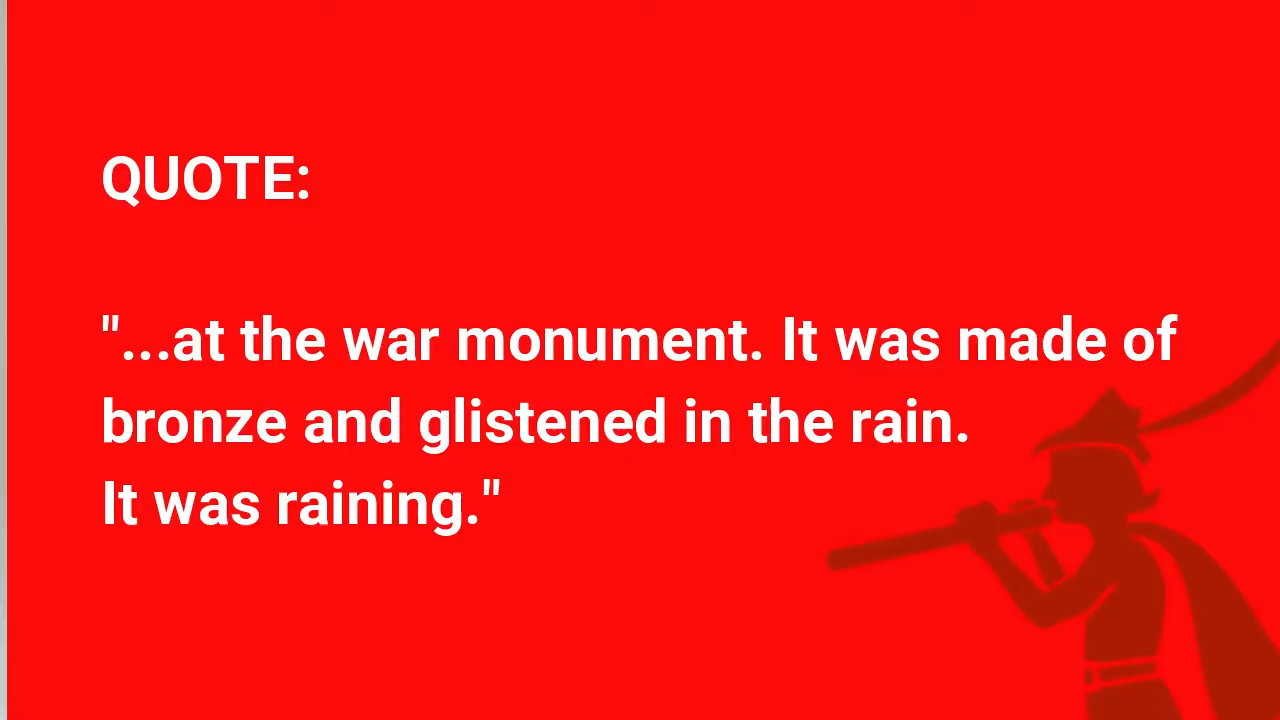 QUOTE:
"...at the war monument. It was made of
bronze and glistened in the rain.
It was raining."